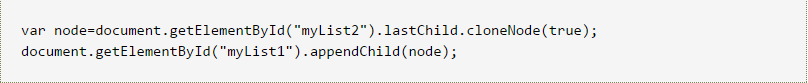 var node=document.getElementById("myList2").lastChild.cloneNode(true);
document.getElementById("myList1").appendChild(node);